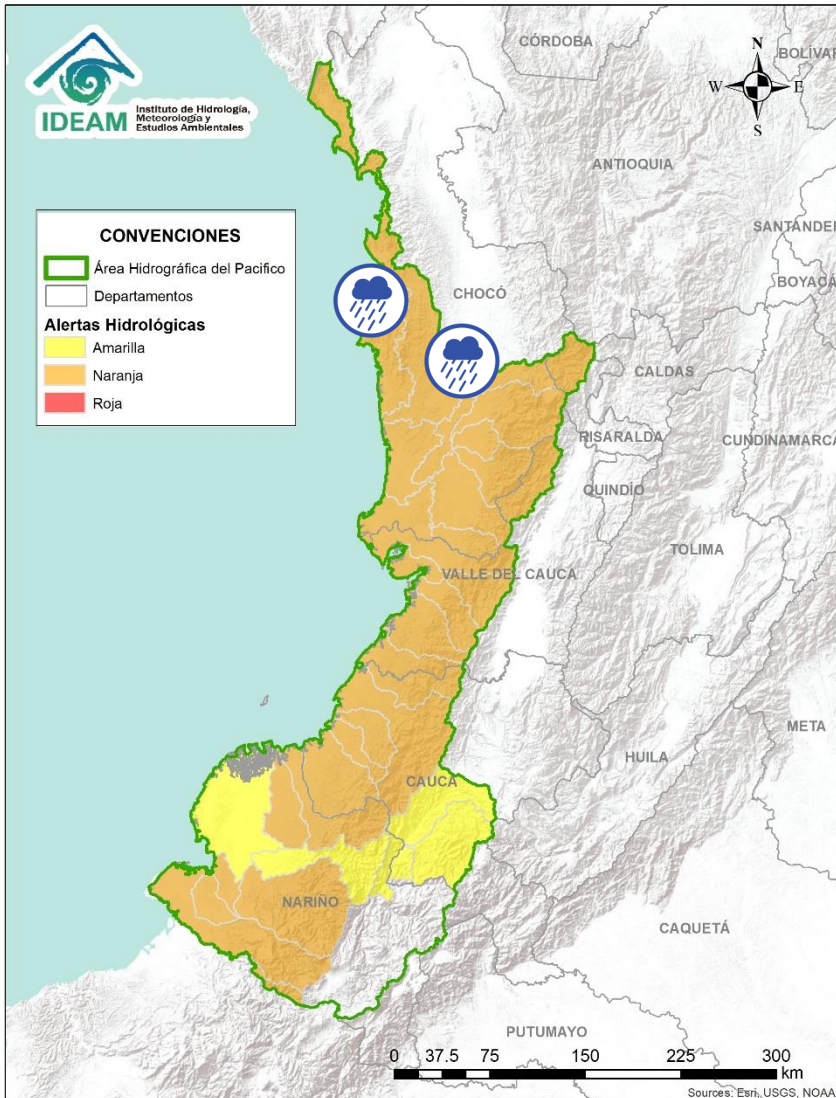 IDEAM
Instituto de Hidrología,
Meteorología y
Estudios Ambientales
CÓRDOBA
BOLÍVAR
N
W E
S
ANTIOQUIA
SANTANDER
BOYACÁ
CONVENCIONES
Área Hidrográfica del Pacifico
Departamentos
Alertas Hidrológicas
Amarilla
Naranja
Roja
CHOCÓ
CALDAS
RISARALDA
CUNDINAMARCA
QUINDÍO
TOLIMA
VALLE DEL CAUCA
META
HUILA
CAUCA
NARIÑO
CAQUETÁ
PUTUMAYO
0 37.5 75 150 225 300
km
Sources: Esri, USGS, NOAA